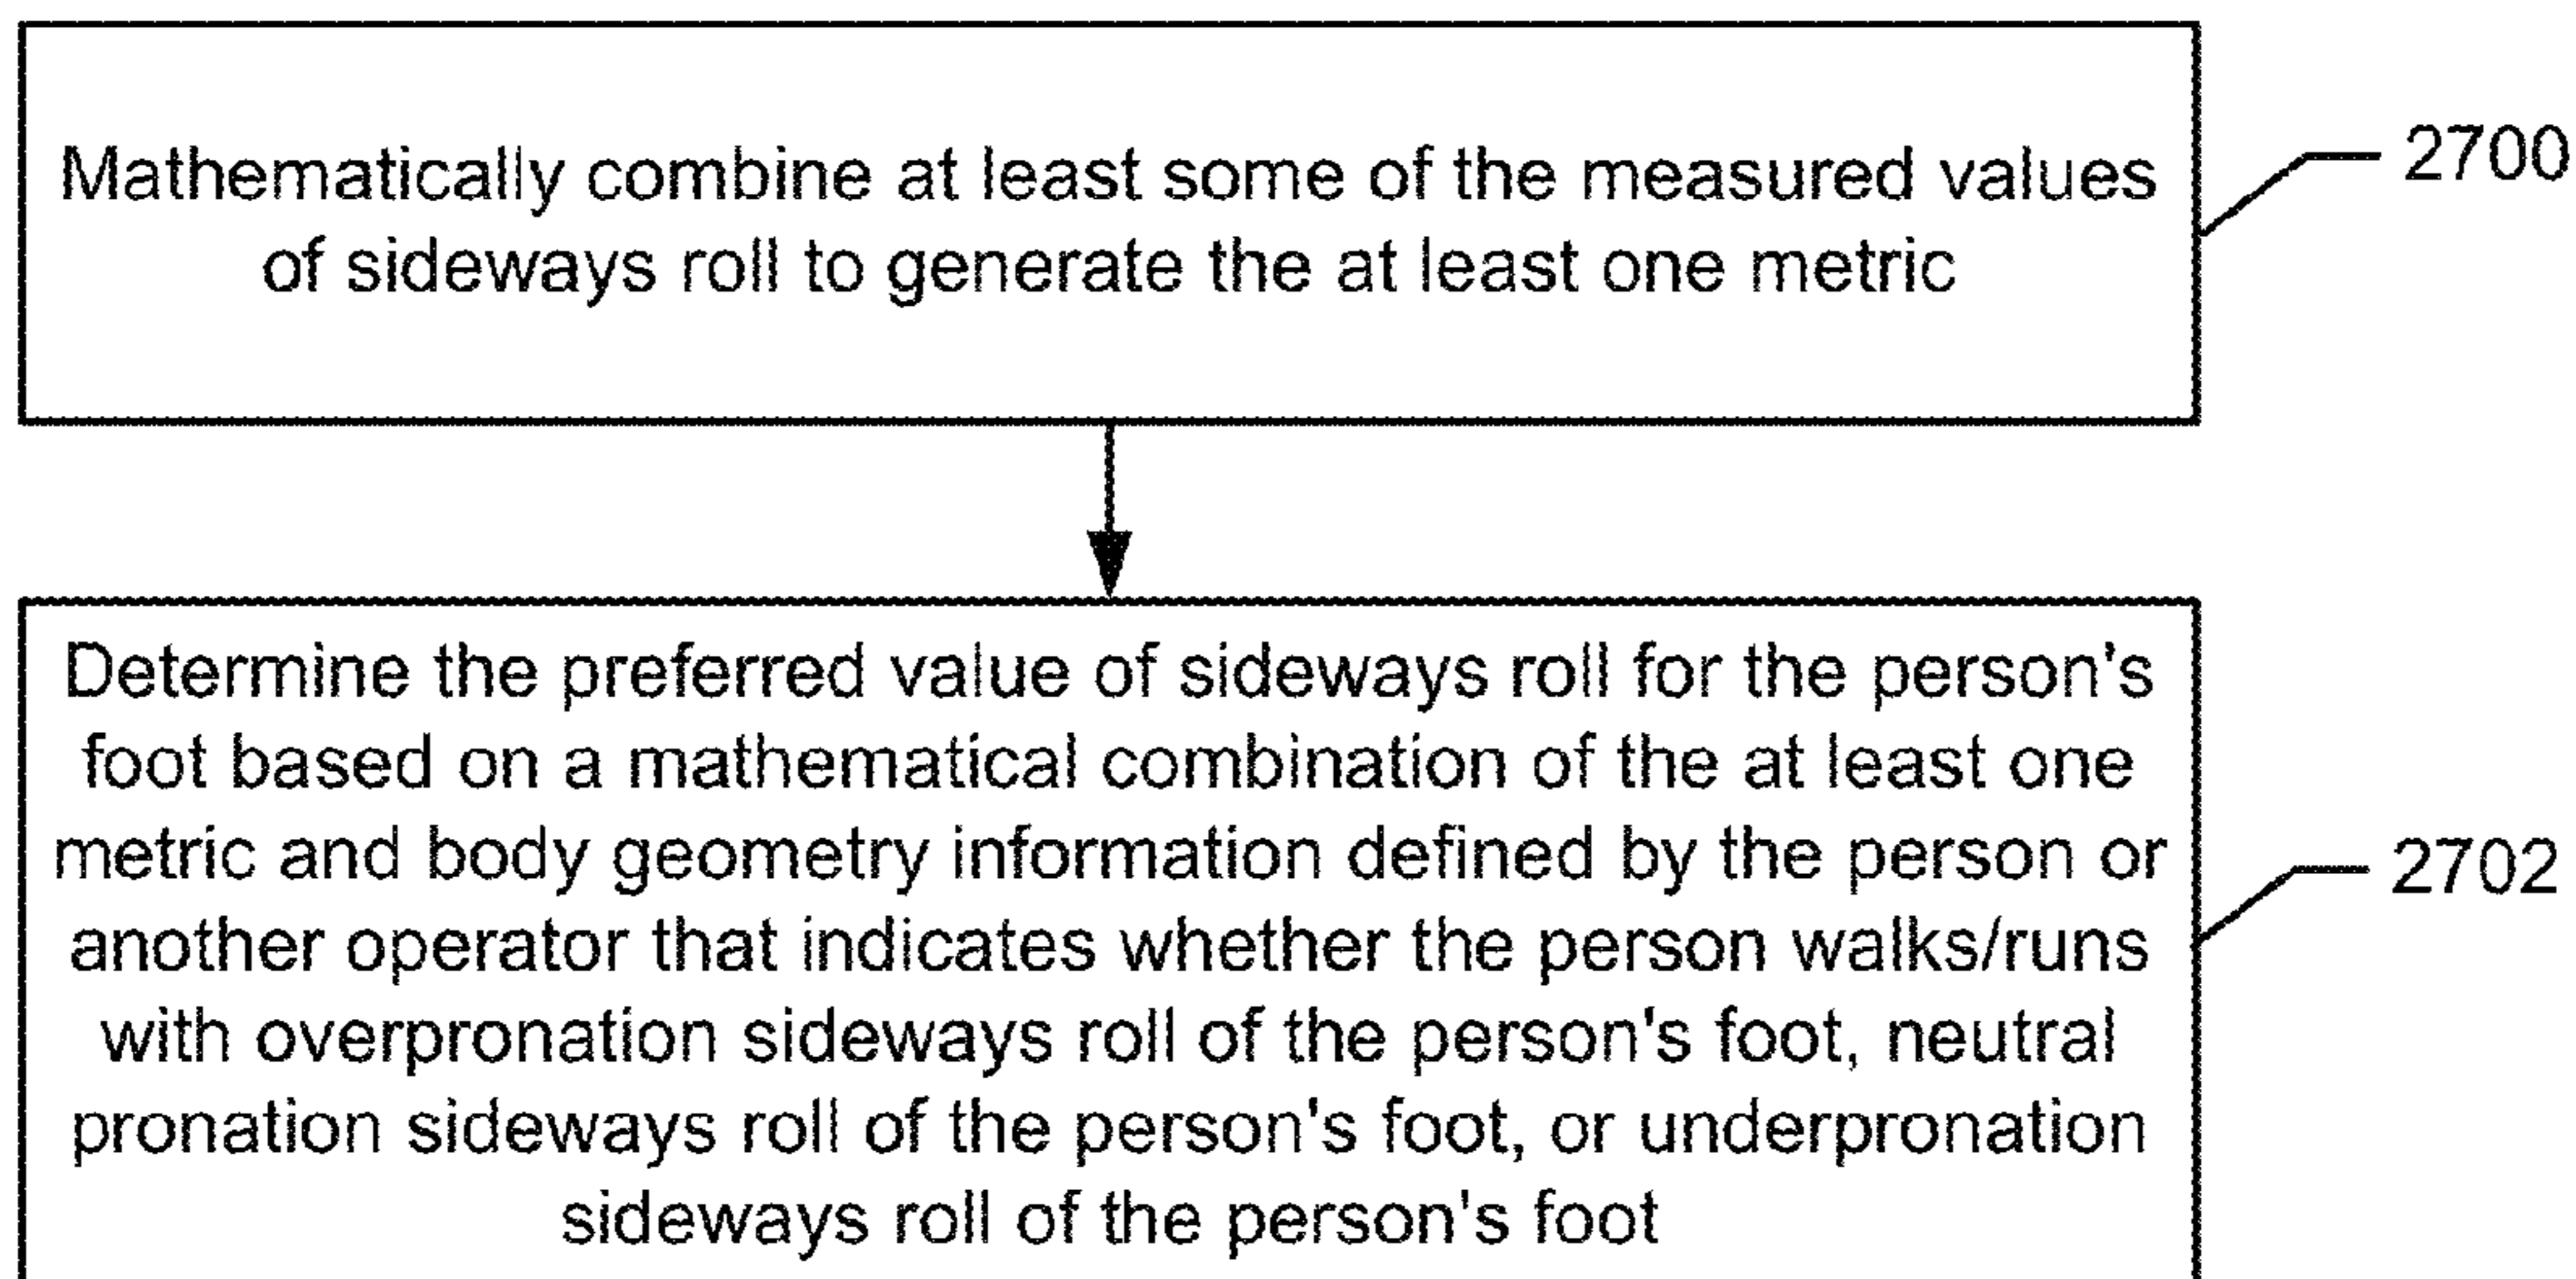 Mathematically combine at least some of the measured values
of sideways roll to generate the at least one metric
2700
Determine the preferred value of sideways roll for the person's
foot based on a mathematical combination of the at least one
metric and body geometry information defined by the person or
another operator that indicates whether the person walks/runs
with overpronation sideways roll of the person's foot, neutral
pronation sideways roll of the person's foot, or underpronation
sideways roll of the person's foot
2702